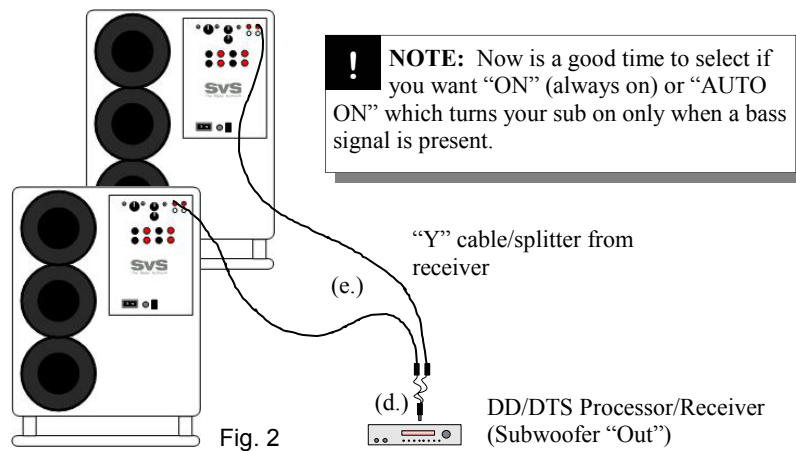 !
NOTE: Now is a good time to select if
you want “ON” (always on) or “AUTO
ON” which turns your sub on only when a bass
signal is present.
SVS
“Y” cable/splitter from
receiver
(e.)
SVS
(d.)
DD/DTS Processor/Receiver
(Subwoofer “Out”)
Fig. 2